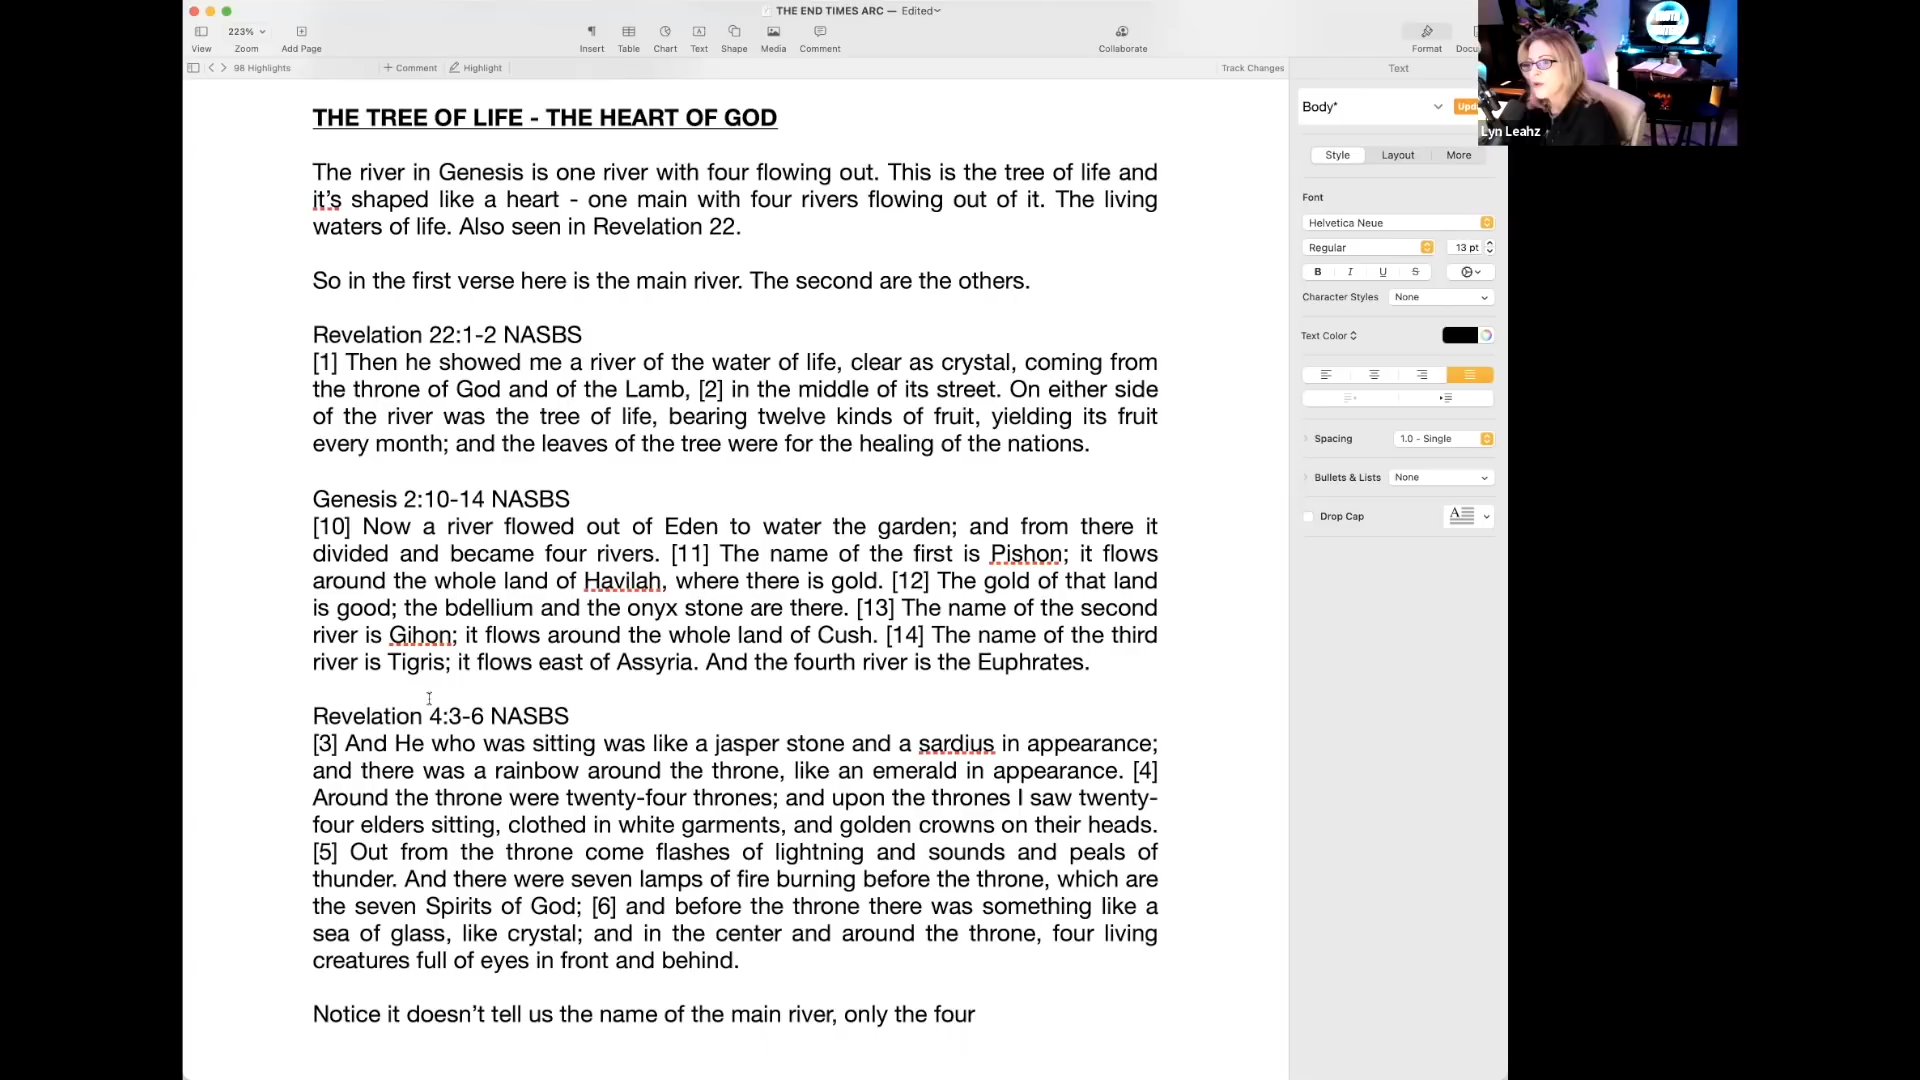 THE END TIMES ARC — Edited
View
223%
Zoom
Add Page
Insert
Table
Chart
Text
Shape
Media
Comment
Collaborate
Format
Docu
98 Highlights
+ Comment
Highlight
Track Changes
Text
THE TREE OF LIFE - THE HEART OF GOD
The river in Genesis is one river with four flowing out. This is the tree of life and
it’s shaped like a heart - one main with four rivers flowing out of it. The living
waters of life. Also seen in Revelation 22.
So in the first verse here is the main river. The second are the others.
Revelation 22:1-2 NASBS
[1] Then he showed me a river of the water of life, clear as crystal, coming from
the throne of God and of the Lamb, [2] in the middle of its street. On either side
of the river was the tree of life, bearing twelve kinds of fruit, yielding its fruit
every month; and the leaves of the tree were for the healing of the nations.
Genesis 2:10-14 NASBS
[10] Now a river flowed out of Eden to water the garden; and from there it
divided and became four rivers. [11] The name of the first is Pishon; it flows
around the whole land of Havilah, where there is gold. [12] The gold of that land
is good; the bdellium and the onyx stone are there. [13] The name of the second
river is Gihon; it flows around the whole land of Cush. [14] The name of the third
river is Tigris; it flows east of Assyria. And the fourth river is the Euphrates.
Revelation 4:3-6 NASBS
[3] And He who was sitting was like a jasper stone and a sardius in appearance;
and there was a rainbow around the throne, like an emerald in appearance. [4]
Around the throne were twenty-four thrones; and upon the thrones I saw twenty-
four elders sitting, clothed in white garments, and golden crowns on their heads.
[5] Out from the throne come flashes of lightning and sounds and peals of
thunder. And there were seven lamps of fire burning before the throne, which are
the seven Spirits of God; [6] and before the throne there was something like a
sea of glass, like crystal; and in the center and around the throne, four living
creatures full of eyes in front and behind.
Notice it doesn’t tell us the name of the main river, only the four
Body*
Upd
Style
Layout
More
Font
Helvetica Neue
Regular
13 pt
B I U S
Character Styles
None
Text Color
Spacing
1.0 - Single
Bullets & Lists
None
Drop Cap
A
Lyn Leahz